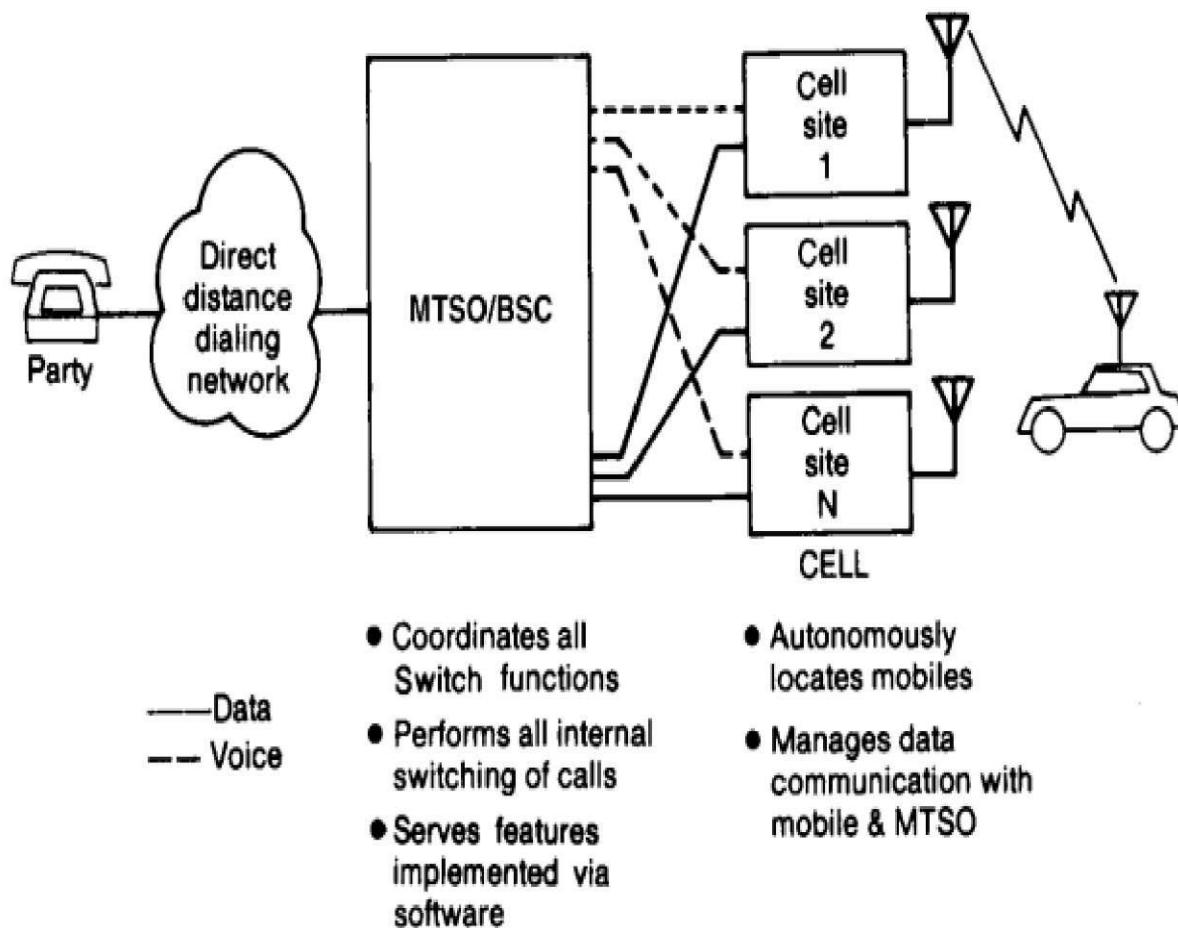 Party
Direct
distance
dialing
network
MTSO/BSC
Cell
site
1
Cell
site
2
Cell
site
N
CELL
Data
Voice
● Coordinates all
Switch functions
● Performs all internal
switching of calls
● Serves features
implemented via
software
● Autonomously
locates mobiles
● Manages data
communication with
mobile & MTSO